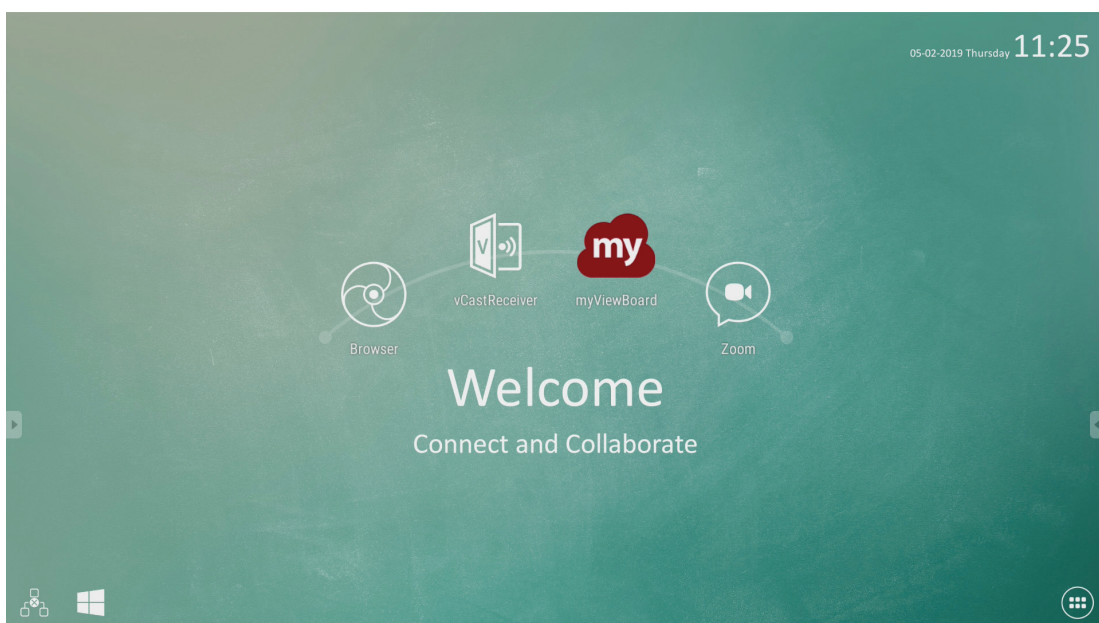 05-02-2019 Thursday 11:25
V
my
vCastReceiver
myViewBoard
Browser
Zoom
Welcome
Connect and Collaborate